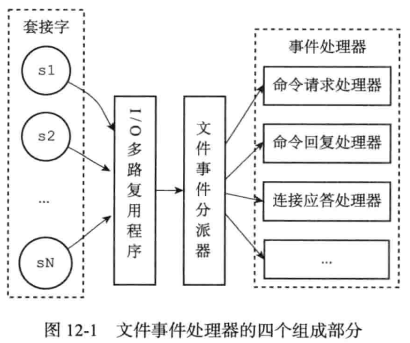 套接字
事件处理器
s1
s2
...
sN
I/O多路复用程序
文件事件分派器
命令请求处理器
命令回复处理器
连接应答处理器
...
图 12-1 文件事件处理器的四个组成部分